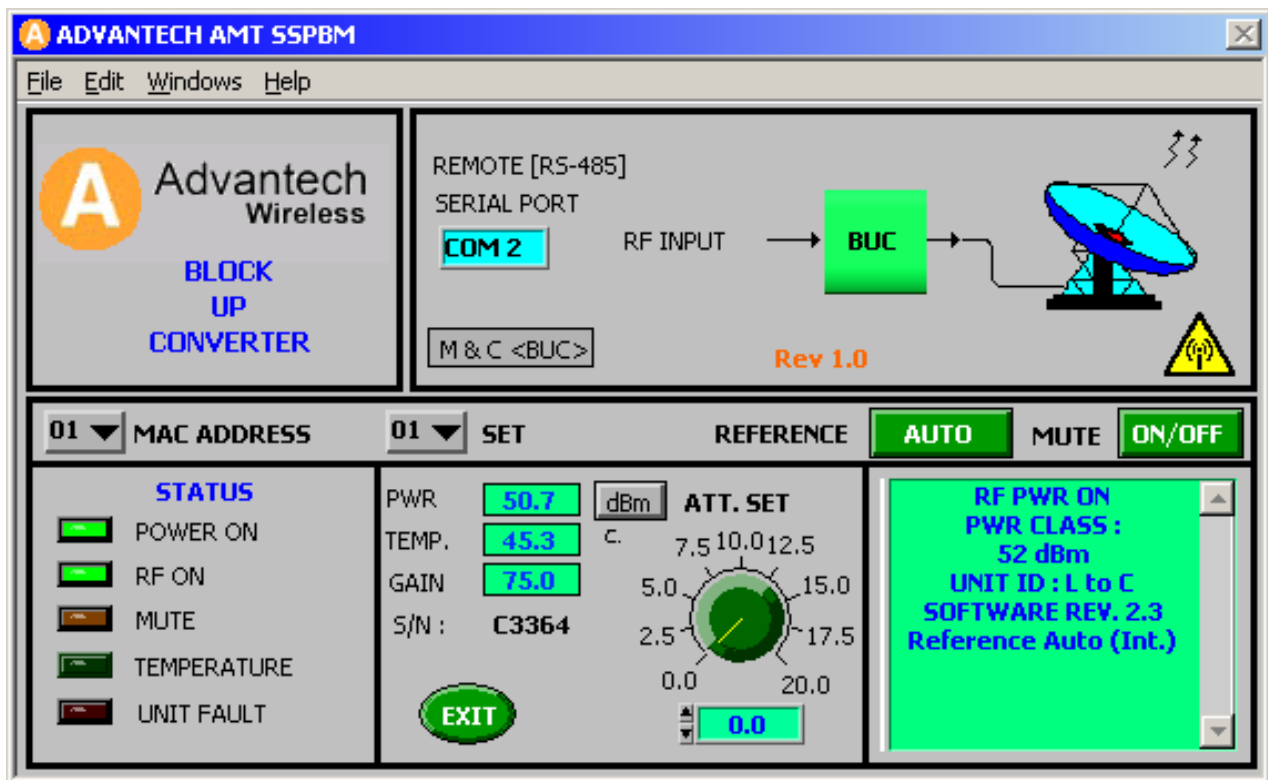 A ADVANTECH AMT SSPBM
File Edit Windows Help
A Advantech
Wireless
BLOCK
UP
CONVERTER
REMOTE [RS-485]
SERIAL PORT
COM 2
RF INPUT
BUC
M & C <BUC>
Rev 1.0
01 MAC ADDRESS
01 SET
REFERENCE
AUTO
MUTE
ON/OFF
STATUS
POWER ON
RF ON
MUTE
TEMPERATURE
UNIT FAULT
PWR 50.7 dBm
TEMP. 45.3 C.
GAIN 75.0
S/N : C3364
EXIT
ATT. SET
7.5 10.0 12.5
5.0 15.0
2.5 17.5
0.0 20.0
0.0
RF PWR ON
PWR CLASS :
52 dBm
UNIT ID : L to C
SOFTWARE REV. 2.3
Reference Auto (Int.)